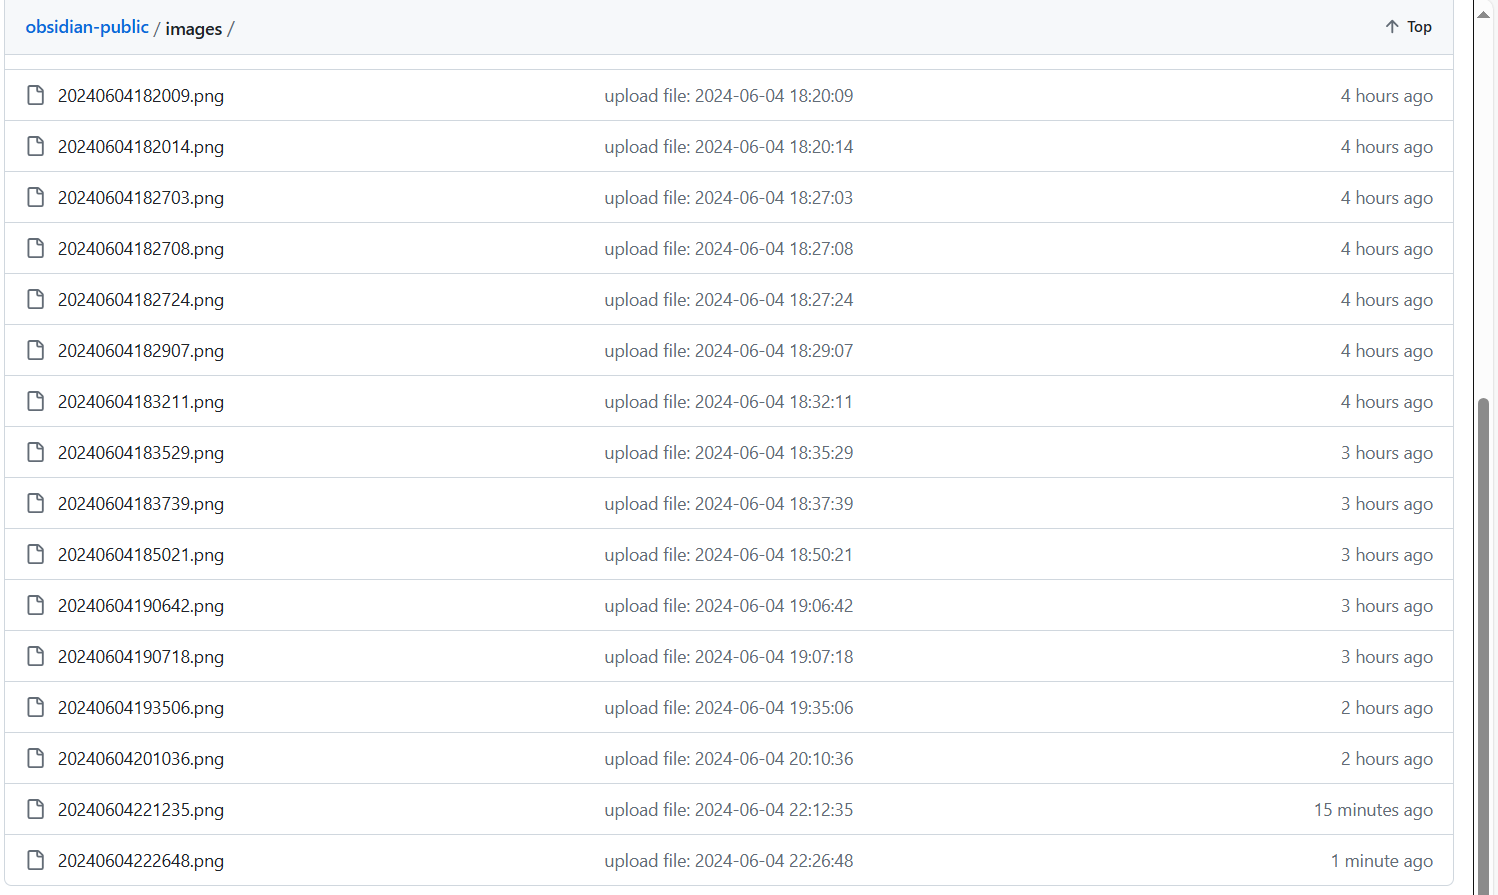 obsidian-public / images / Top
20240604182009.png upload file: 2024-06-04 18:20:09 4 hours ago
20240604182014.png upload file: 2024-06-04 18:20:14 4 hours ago
20240604182703.png upload file: 2024-06-04 18:27:03 4 hours ago
20240604182708.png upload file: 2024-06-04 18:27:08 4 hours ago
20240604182724.png upload file: 2024-06-04 18:27:24 4 hours ago
20240604182907.png upload file: 2024-06-04 18:29:07 4 hours ago
20240604183211.png upload file: 2024-06-04 18:32:11 4 hours ago
20240604183529.png upload file: 2024-06-04 18:35:29 3 hours ago
20240604183739.png upload file: 2024-06-04 18:37:39 3 hours ago
20240604185021.png upload file: 2024-06-04 18:50:21 3 hours ago
20240604190642.png upload file: 2024-06-04 19:06:42 3 hours ago
20240604190718.png upload file: 2024-06-04 19:07:18 3 hours ago
20240604193506.png upload file: 2024-06-04 19:35:06 2 hours ago
20240604201036.png upload file: 2024-06-04 20:10:36 2 hours ago
20240604221235.png upload file: 2024-06-04 22:12:35 15 minutes ago
20240604222648.png upload file: 2024-06-04 22:26:48 1 minute ago